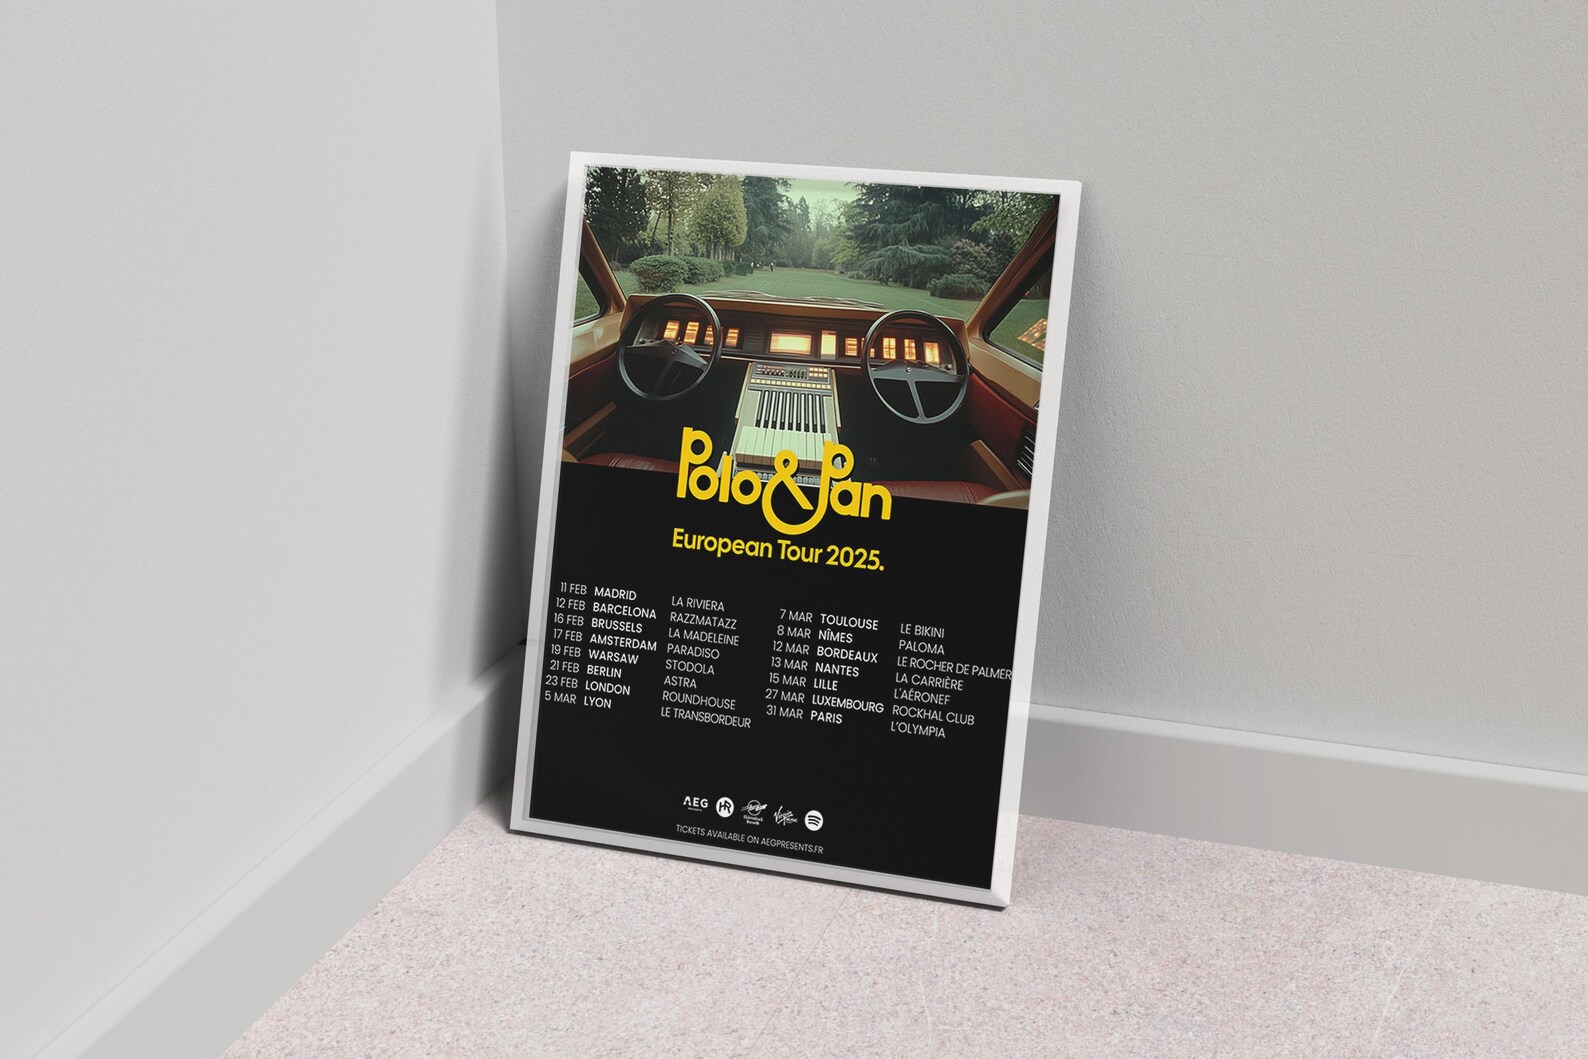 Polo & Pan
European Tour 2025.
11 FEB MADRID LA RIVIERA
12 FEB BARCELONA RAZZMATAZZ
16 FEB BRUSSELS LA MADELEINE
17 FEB AMSTERDAM PARADISO
19 FEB WARSAW STODOLA
21 FEB BERLIN ASTRA
23 FEB LONDON ROUNDHOUSE
5 MAR LYON LE TRANSBORDEUR
7 MAR TOULOUSE LE BIKINI
8 MAR NÎMES PALOMA
12 MAR BORDEAUX LE ROCHER DE PALMER
13 MAR NANTES LA CARRIÈRE
15 MAR LILLE L'AÉRONEF
27 MAR LUXEMBOURG ROCKHAL CLUB
31 MAR PARIS L'OLYMPIA
AEG PRESENTS HR Virgin MUSIC
TICKETS AVAILABLE ON AEGPRESENTS.FR